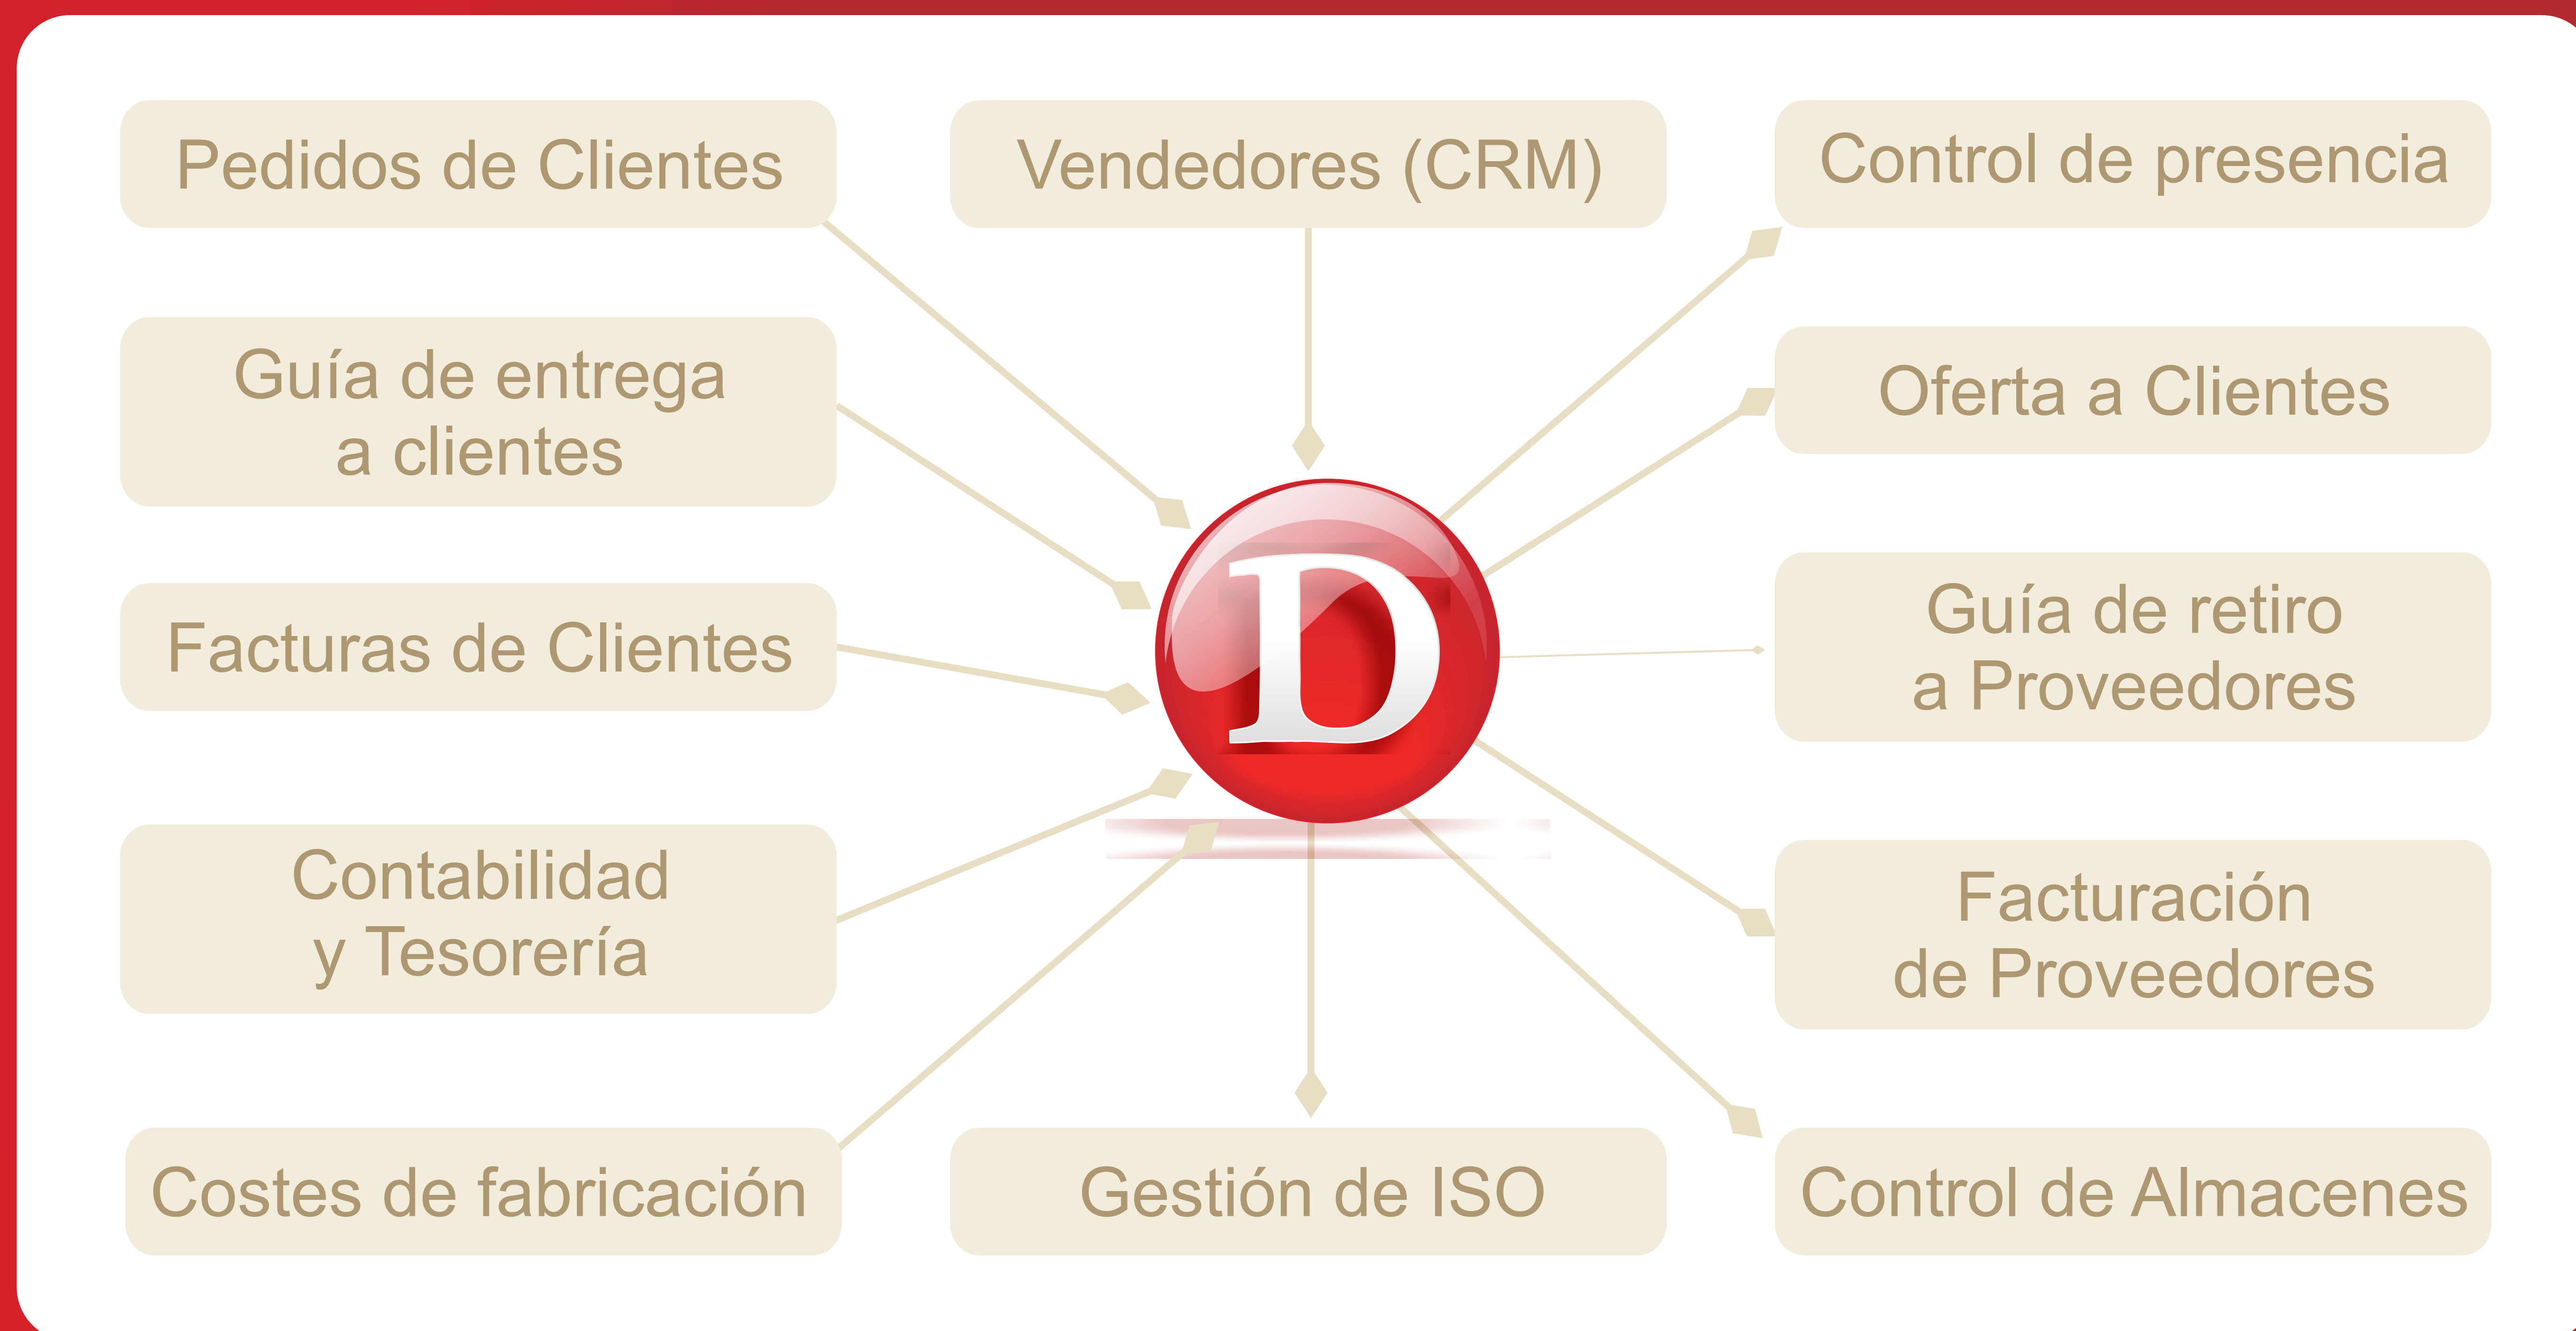 Pedidos de Clientes
Vendedores (CRM)
Control de presencia
Guía de entrega
a clientes
Oferta a Clientes
Facturas de Clientes
D
Guía de retiro
a Proveedores
Contabilidad
y Tesorería
Facturación
de Proveedores
Costes de fabricación
Gestión de ISO
Control de Almacenes